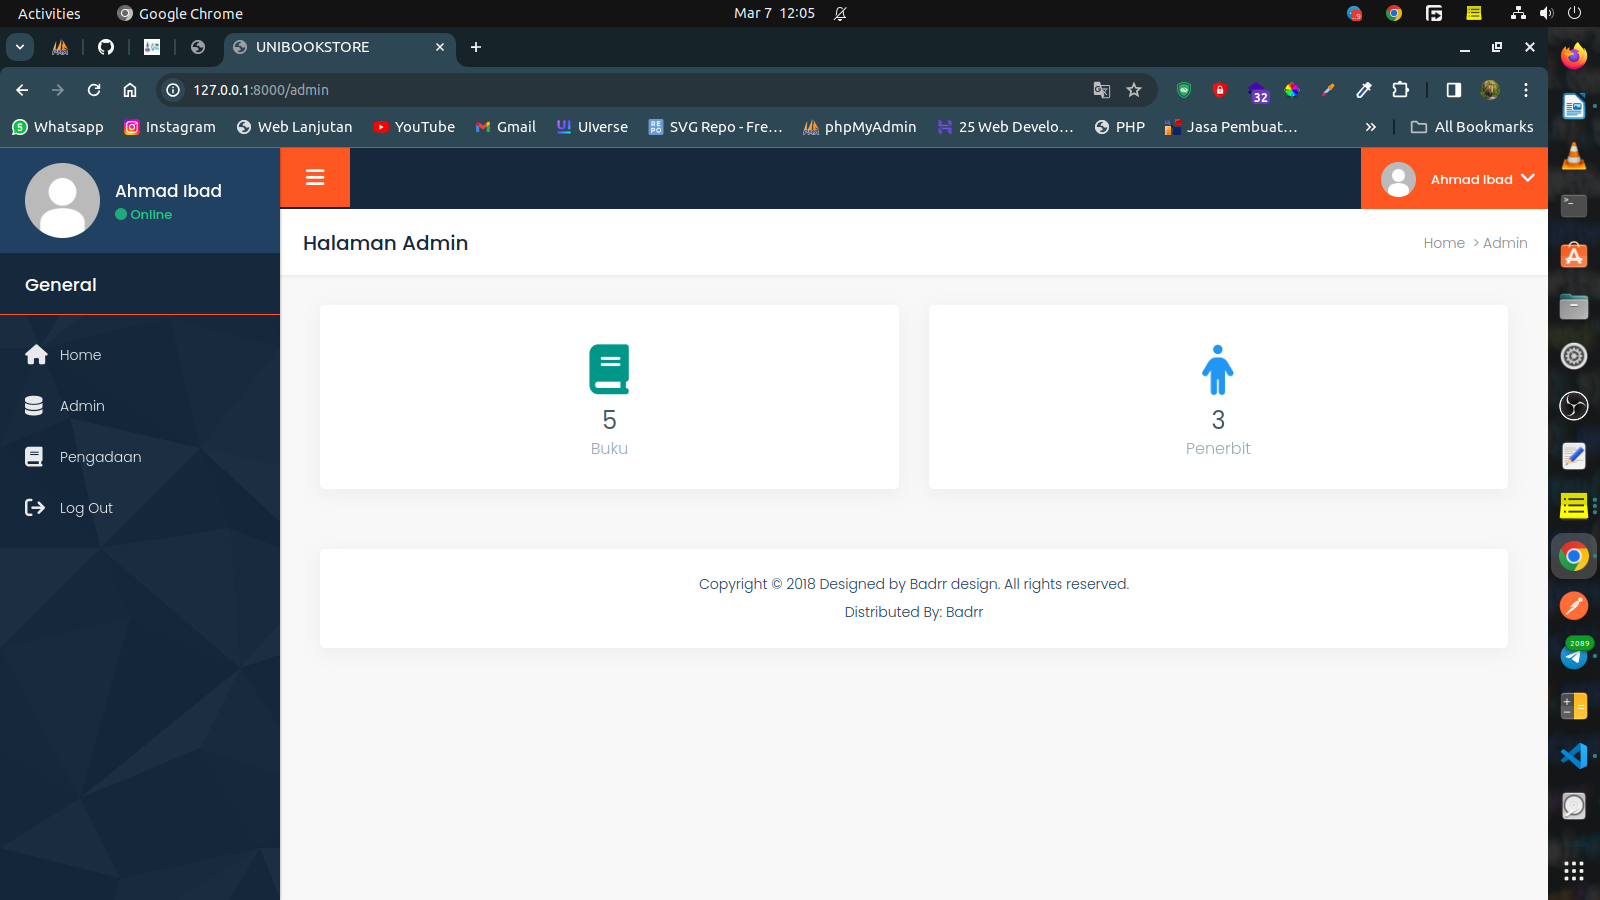 Activities
Google Chrome
Mar 7 12:05
UNIBOOKSTORE
127.0.0.1:8000/admin
32
Whatsapp
Instagram
Web Lanjutan
YouTube
Gmail
UIverse
SVG Repo - Fre...
phpMyAdmin
25 Web Develo...
PHP
Jasa Pembuat...
All Bookmarks
Ahmad Ibad
Online
General
Home
Admin
Pengadaan
Log Out
Ahmad Ibad
Halaman Admin
Home > Admin
5
Buku
3
Penerbit
Copyright © 2018 Designed by Badrr design. All rights reserved.
Distributed By: Badrr
2089